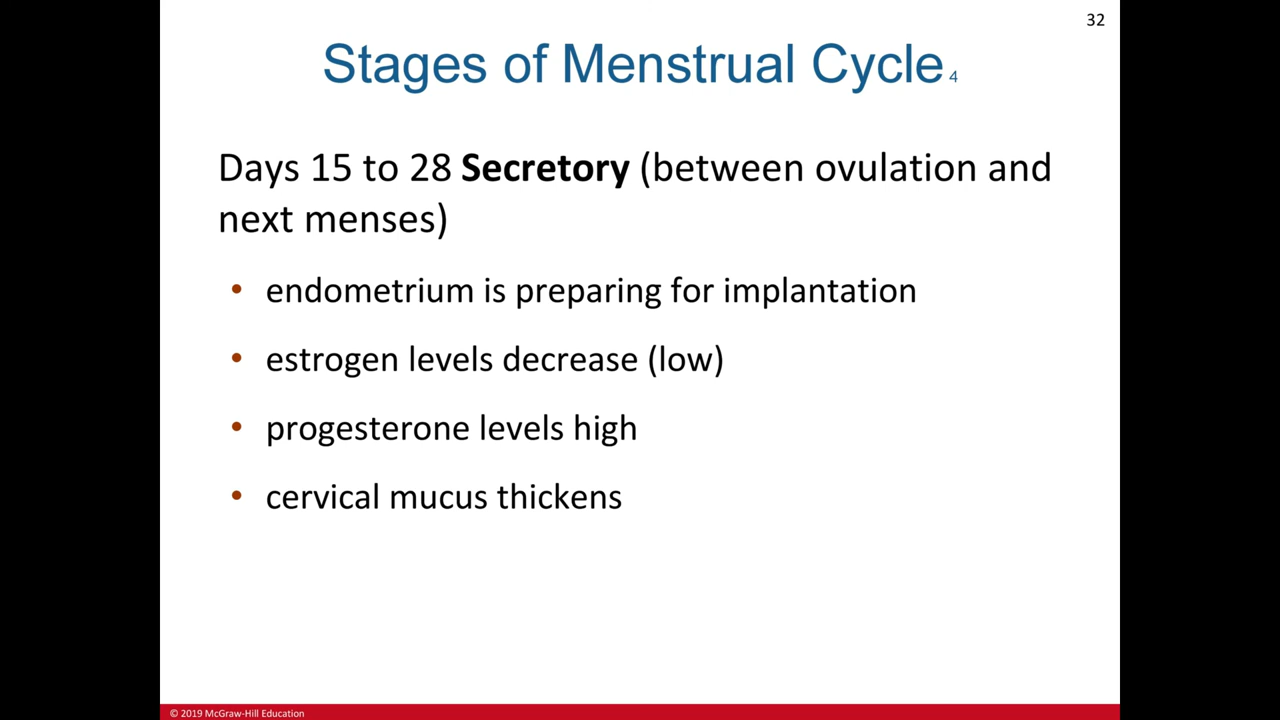 32
Stages of Menstrual Cycle 4
Days 15 to 28 Secretory (between ovulation and
next menses)
• endometrium is preparing for implantation
• estrogen levels decrease (low)
• progesterone levels high
• cervical mucus thickens
© 2019 McGraw-Hill Education